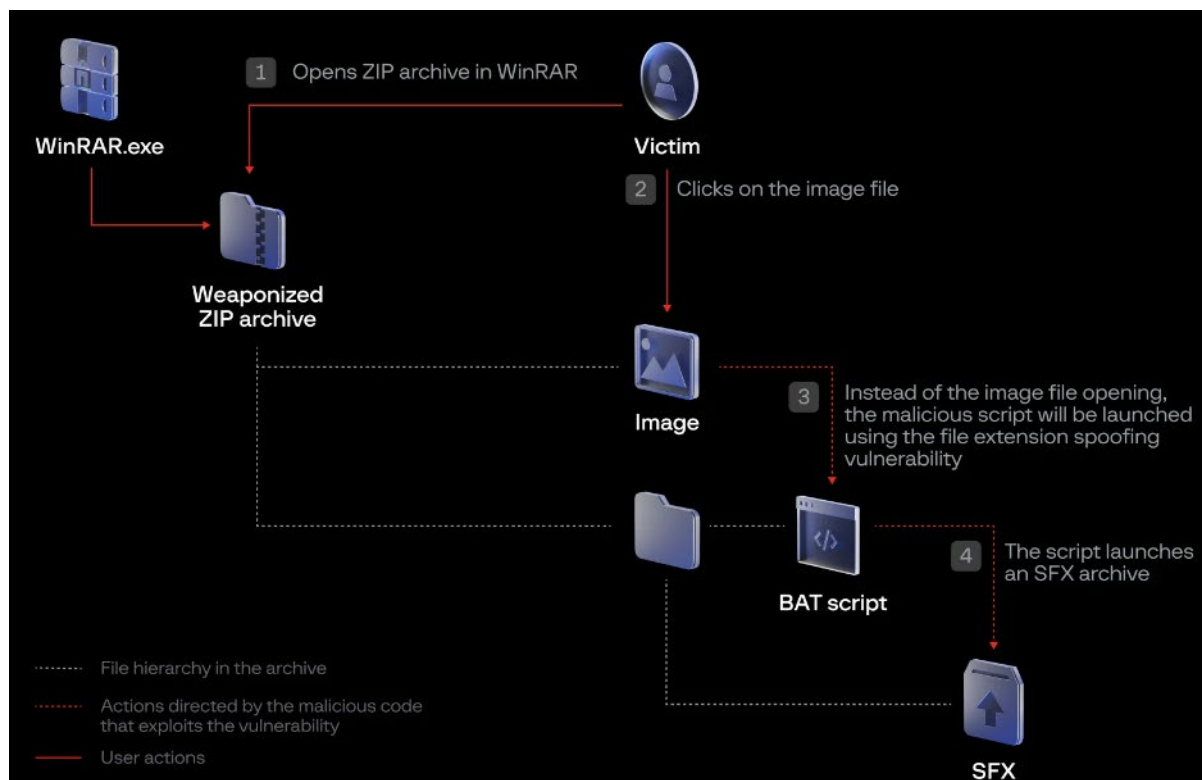 1 Opens ZIP archive in WinRAR
WinRAR.exe
Victim
2 Clicks on the image file
Weaponized
ZIP archive
Image
3 Instead of the image file opening,
the malicious script will be launched
using the file extension spoofing
vulnerability
</>
BAT script
4 The script launches
an SFX archive
File hierarchy in the archive
Actions directed by the malicious code
that exploits the vulnerability
User actions
SFX